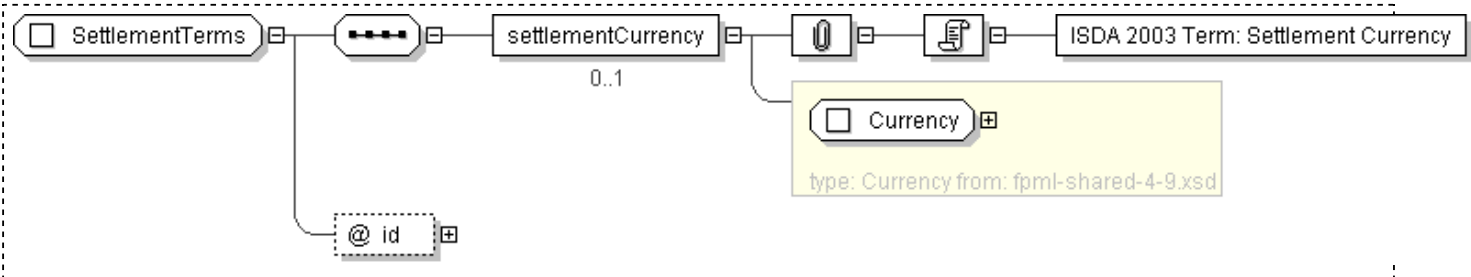 SettlementTerms
settlementCurrency
ISDA 2003 Term: Settlement Currency
0..1
Currency
type: Currency from: fpml-shared-4-9.xsd
@ id